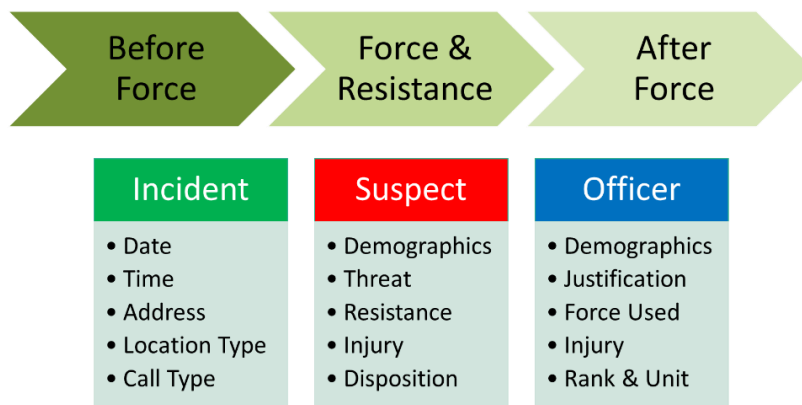 Before
Force
Force &
Resistance
After
Force
Incident
• Date
• Time
• Address
• Location Type
• Call Type
Suspect
• Demographics
• Threat
• Resistance
• Injury
• Disposition
Officer
• Demographics
• Justification
• Force Used
• Injury
• Rank & Unit